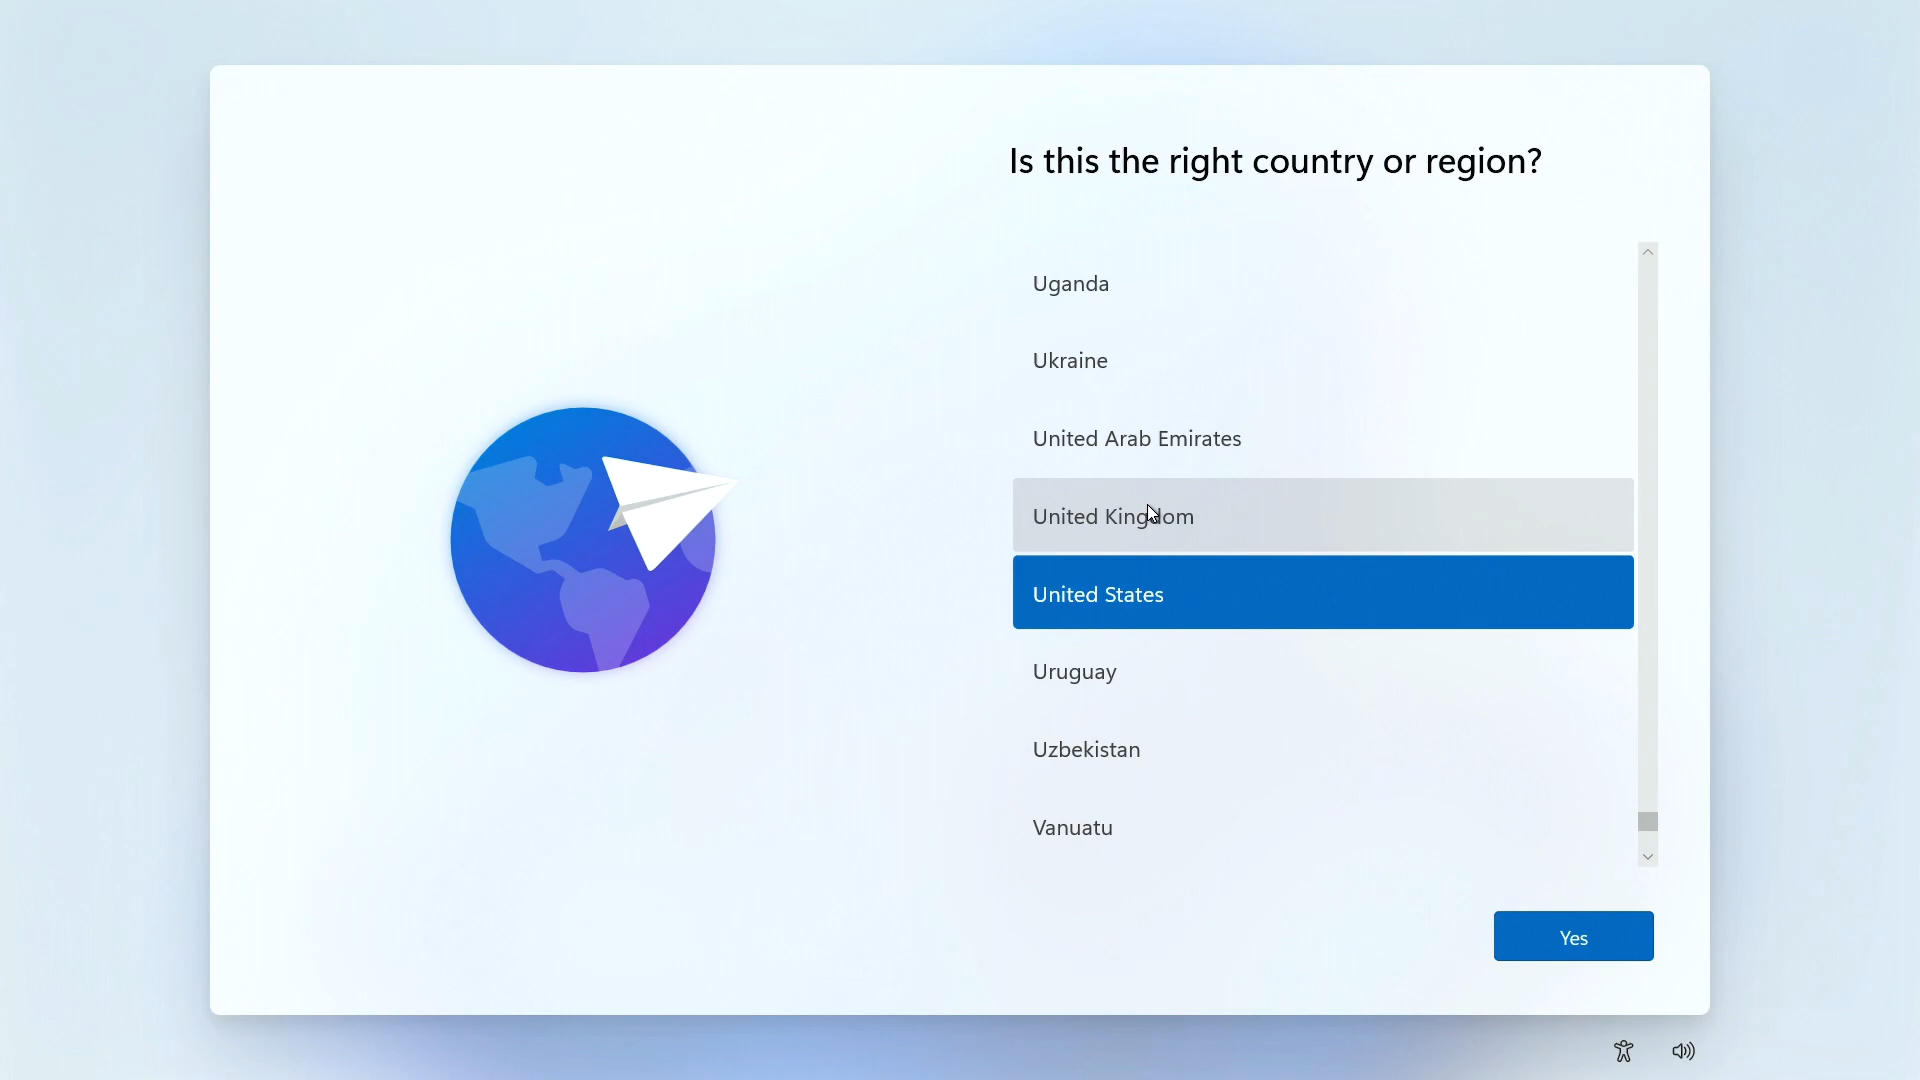 Is this the right country or region?
Uganda
Ukraine
United Arab Emirates
United Kingdom
United States
Uruguay
Uzbekistan
Vanuatu
Yes